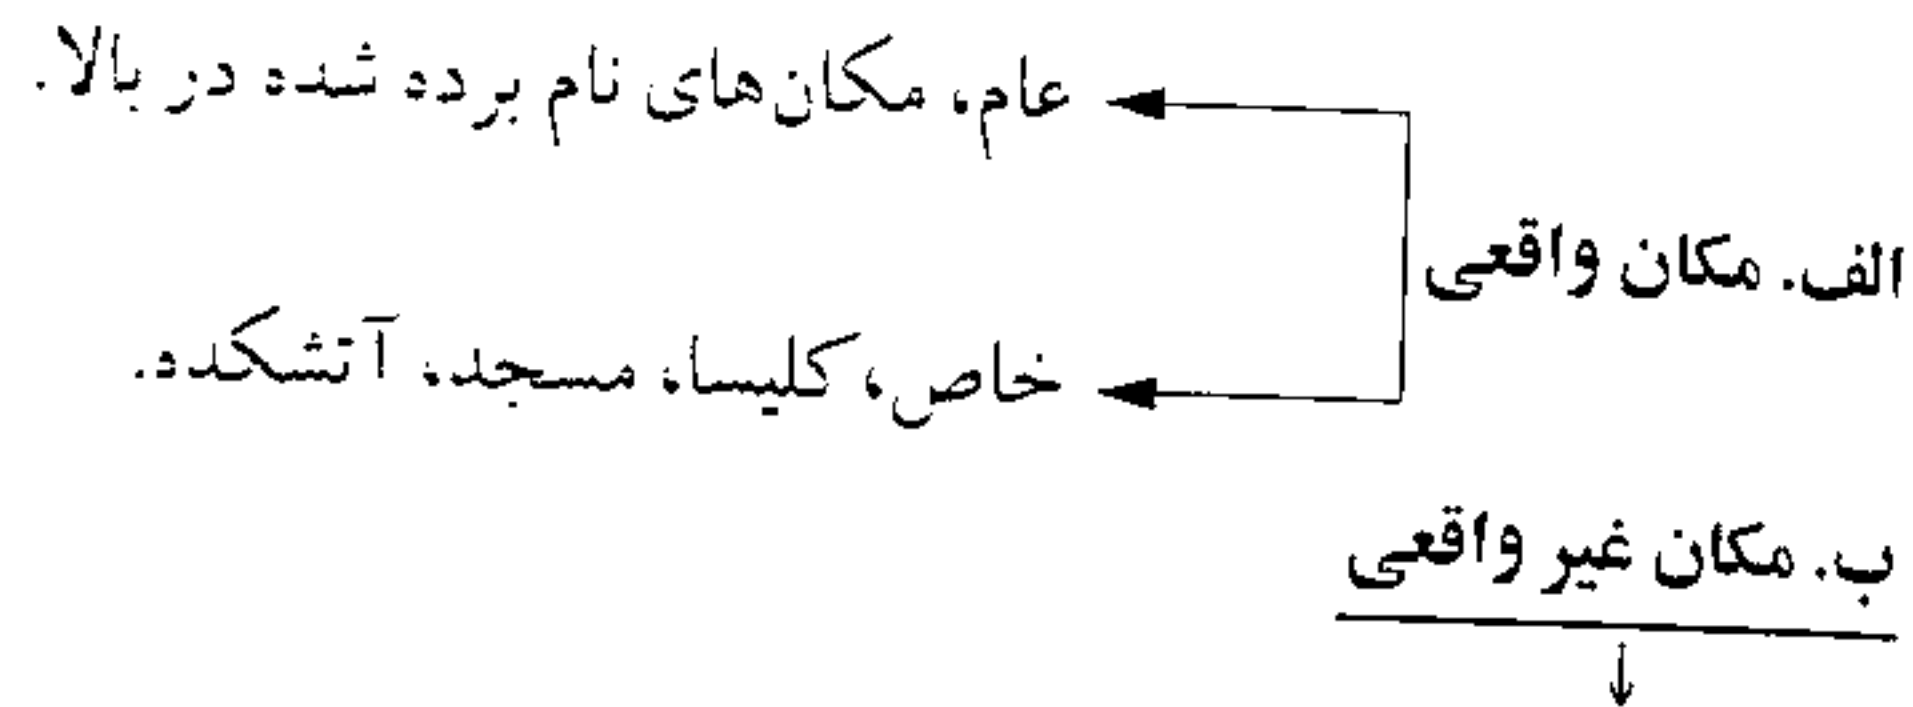 عام، مکان‌های نام برده شده در بالا.
الف. مکان واقعی
خاص، کلیسا، مسجد، آتشکده.
ب. مکان غیر واقعی